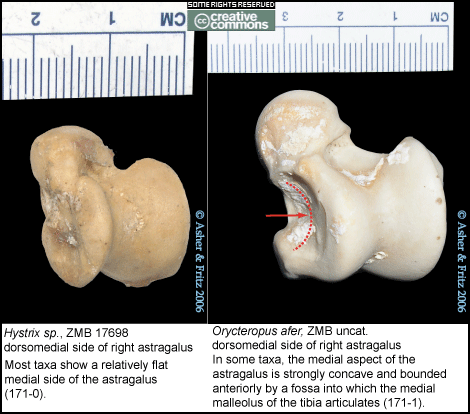 SOME RIGHTS RESERVED
cc creative commons
2 1 CM
3 2 1 CM
© Asher & Fritz 2006
© Asher & Fritz 2006
Hystrix sp., ZMB 17698
dorsomedial side of right astragalus
Most taxa show a relatively flat
medial side of the astragalus
(171-0).
Orycteropus afer, ZMB uncat.
dorsomedial side of right astragalus
In some taxa, the medial aspect of the
astragalus is strongly concave and bounded
anteriorly by a fossa into which the medial
malleolus of the tibia articulates (171-1).